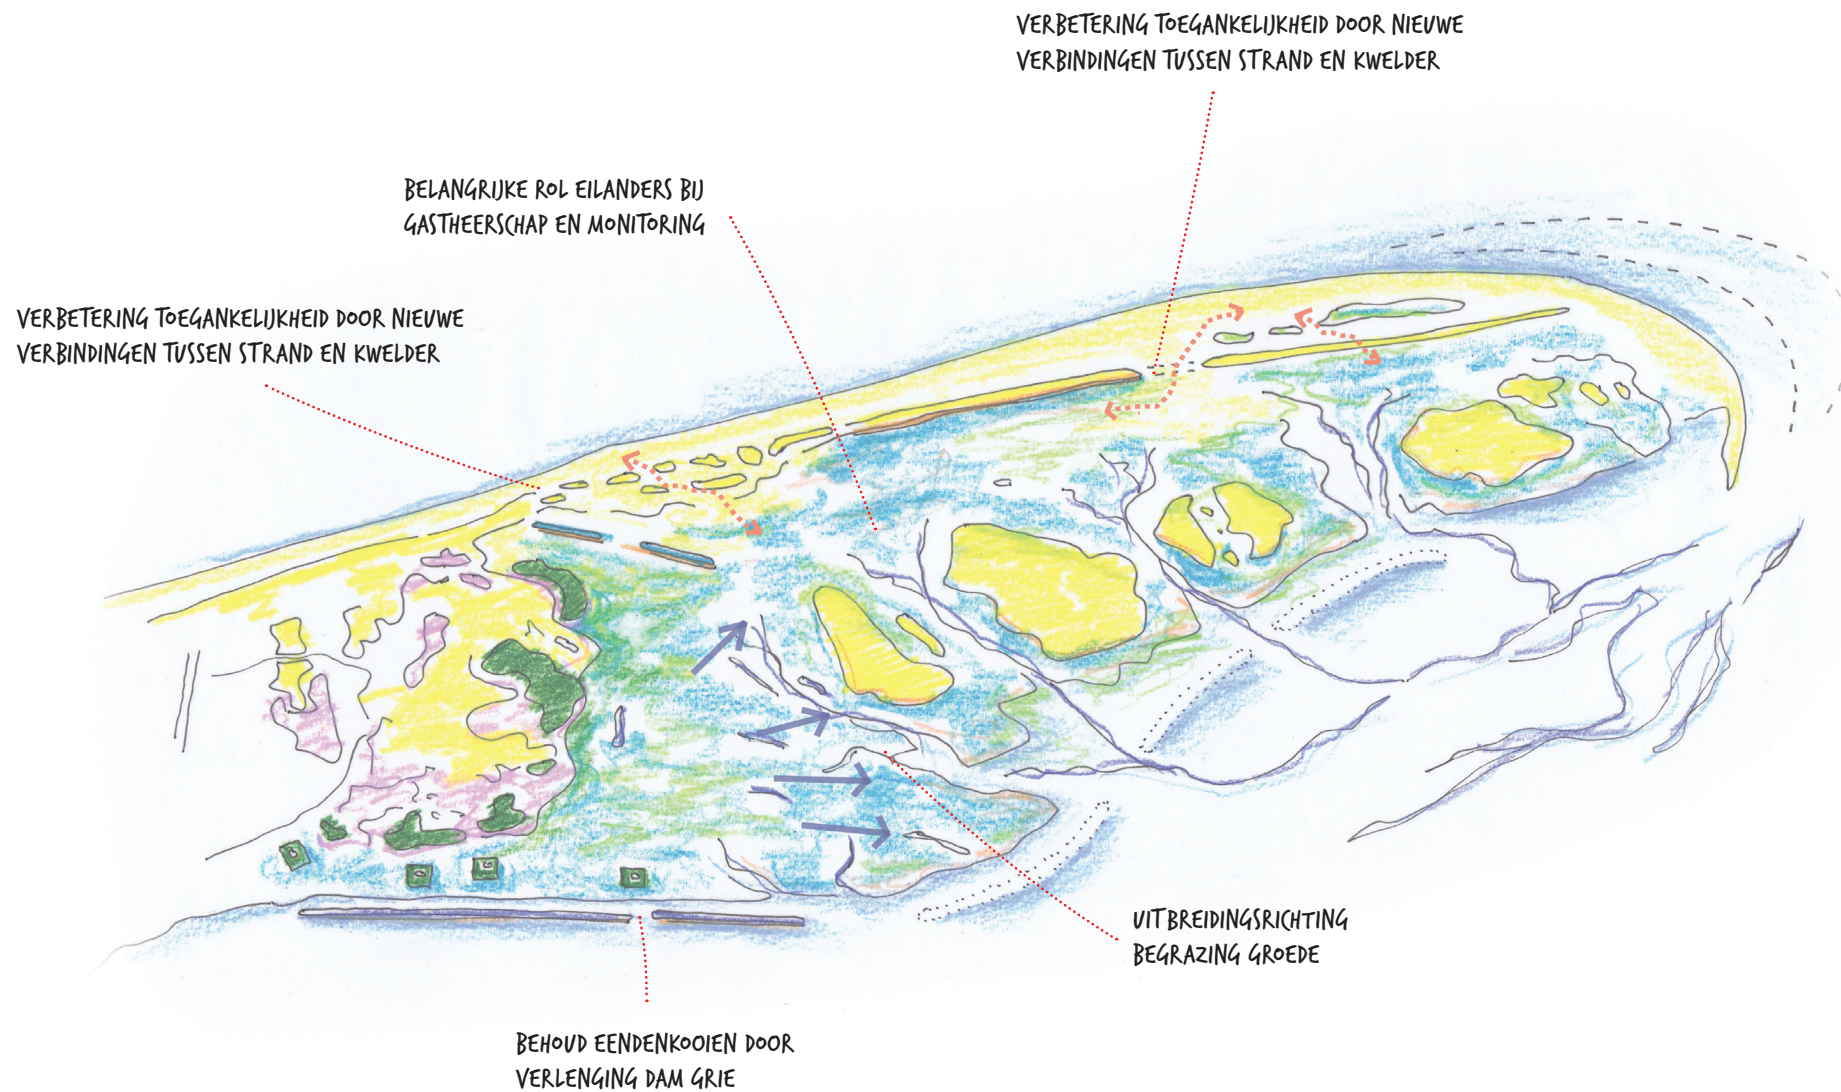 VERBETERING TOEGANKELIJKHEID DOOR NIEUWE
VERBINDINGEN TUSSEN STRAND EN KWELDER
BELANGRIJKE ROL EILANDERS BIJ
GASTHEERSCHAP EN MONITORING
VERBETERING TOEGANKELIJKHEID DOOR NIEUWE
VERBINDINGEN TUSSEN STRAND EN KWELDER
UITBREIDINGSRICHTING
BEGRAZING GROEDE
BEHOUD EENDENKOOIEN DOOR
VERLENGING DAM GRIE